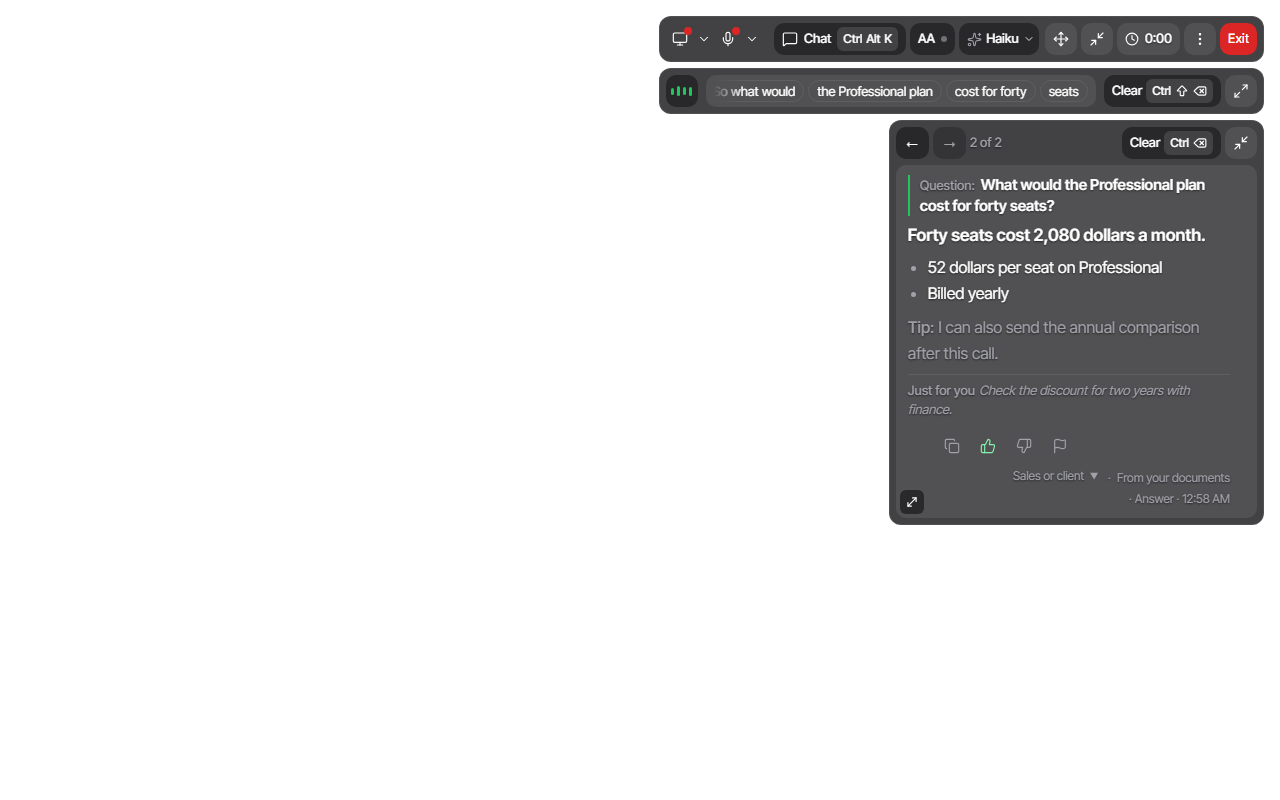 Chat Ctrl Alt K AA Haiku 0:00 Exit
So what would the Professional plan cost for forty seats Clear Ctrl
← → 2 of 2 Clear Ctrl
Question: What would the Professional plan
cost for forty seats?
Forty seats cost 2,080 dollars a month.
• 52 dollars per seat on Professional
• Billed yearly
Tip: I can also send the annual comparison
after this call.
Just for you Check the discount for two years with
finance.
Sales or client ▼ · From your documents
· Answer · 12:58 AM